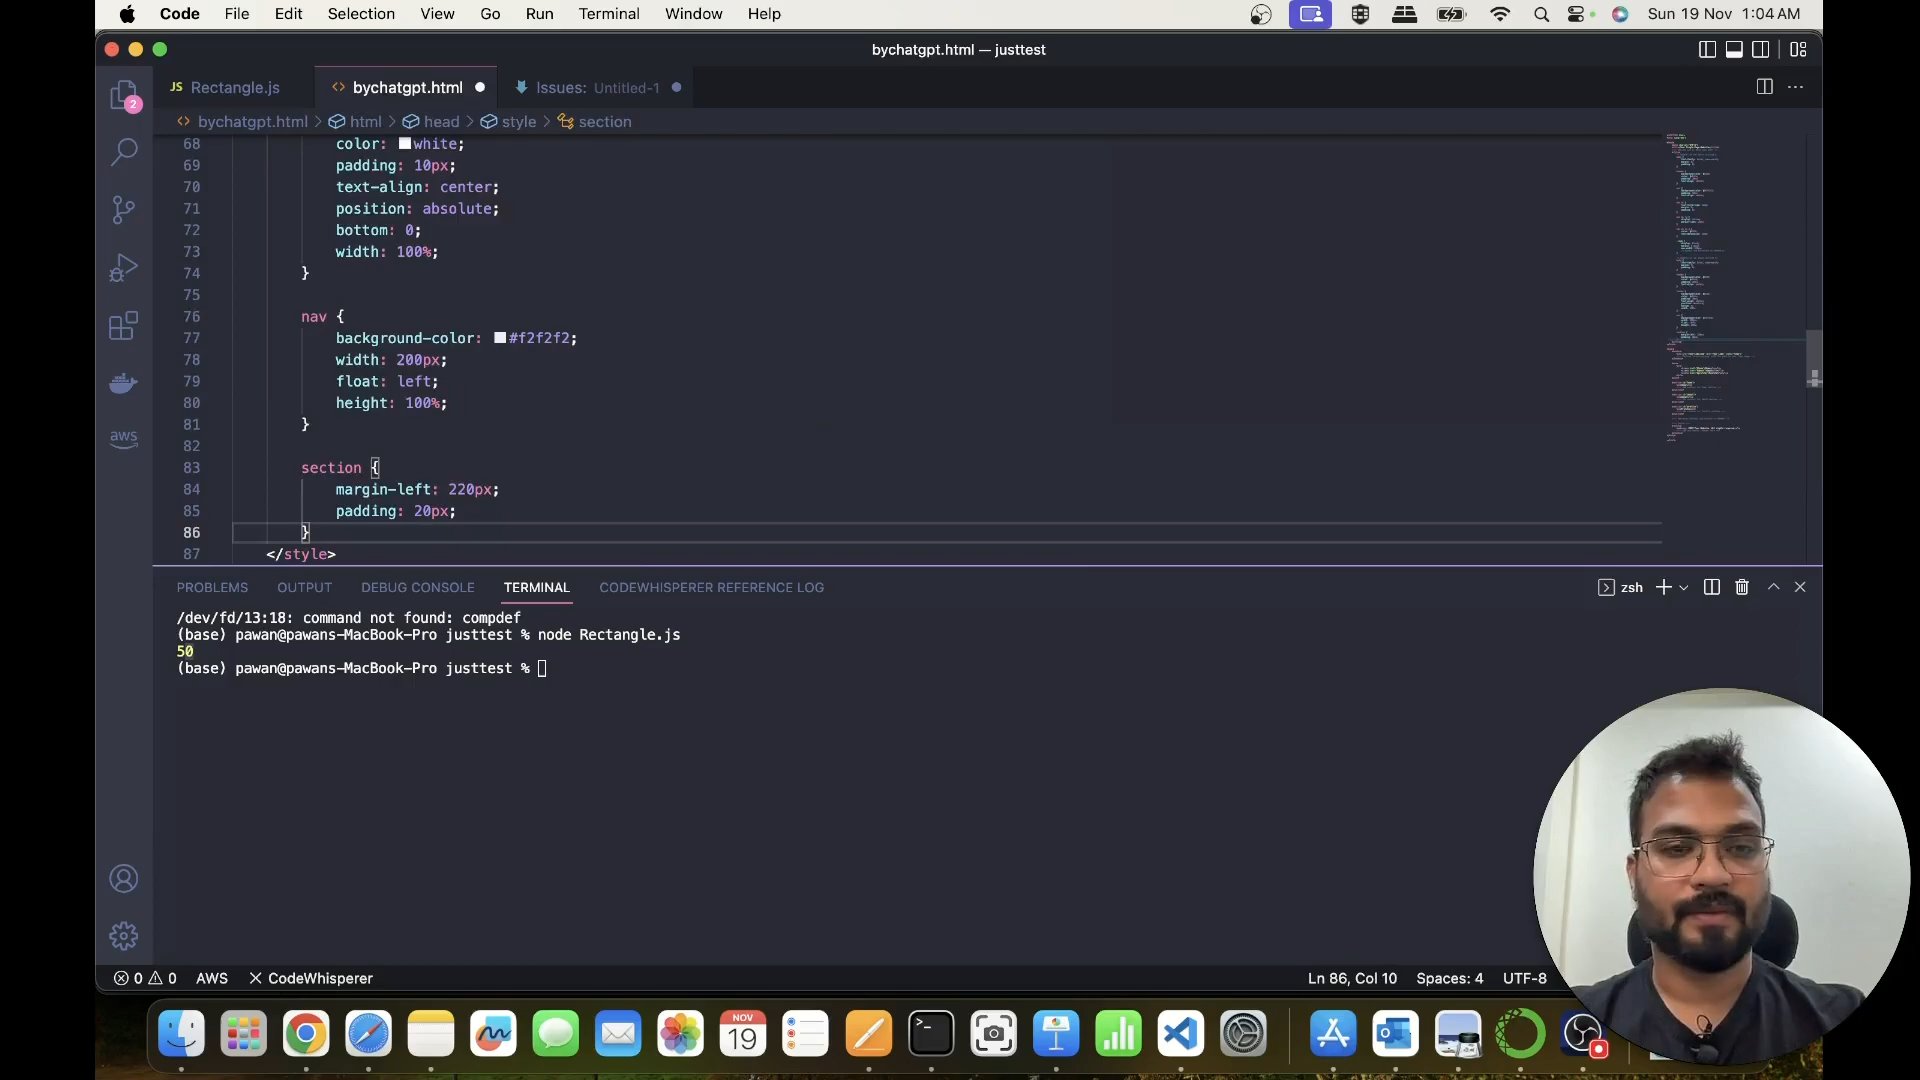 Code File Edit Selection View Go Run Terminal Window Help Sun 19 Nov 1:04 AM
bychatgpt.html — justtest
JS Rectangle.js <> bychatgpt.html Issues: Untitled-1
<> bychatgpt.html > html > head > style > section
2
68 color: white;
69 padding: 10px;
70 text-align: center;
71 position: absolute;
72 bottom: 0;
73 width: 100%;
74 }
75
76 nav {
77 background-color: #f2f2f2;
78 width: 200px;
79 float: left;
80 height: 100%;
81 }
82
83 section {
84 margin-left: 220px;
85 padding: 20px;
86 }
87 </style>
aws
PROBLEMS OUTPUT DEBUG CONSOLE TERMINAL CODEWHISPERER REFERENCE LOG zsh
/dev/fd/13:18: command not found: compdef
(base) pawan@pawans-MacBook-Pro justtest % node Rectangle.js
50
(base) pawan@pawans-MacBook-Pro justtest %
0 0 AWS CodeWhisperer Ln 86, Col 10 Spaces: 4 UTF-8
NOV
19